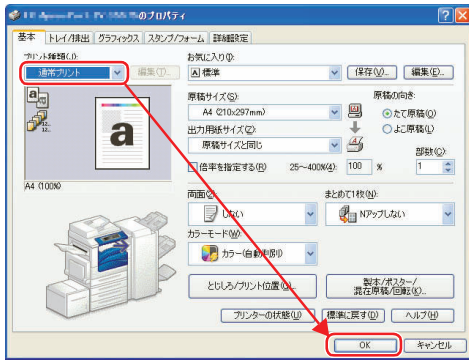 のプロパティ
基本 トレイ/排出 グラフィックス スタンプ/フォーム 詳細設定
プリント種類(J):
通常プリント 編集(T)...
お気に入り(I):
標準 保存(V)... 編集(E)...
原稿サイズ(S):
A4 (210x297mm)
原稿の向き:
たて原稿(O)
よこ原稿(L)
出力用紙サイズ(Z):
原稿サイズと同じ
倍率を指定する(R) 25~400%(4): 100 %
部数(C):
1
A4 (100%)
両面(2):
しない
まとめて1枚(N):
Nアップしない
カラーモード(W):
カラー(自動判別)
とじしろ/プリント位置
製本/ポスター/
混在原稿/回転(K)...
プリンターの状態(U) 標準に戻す(D) ヘルプ(H)
OK キャンセル